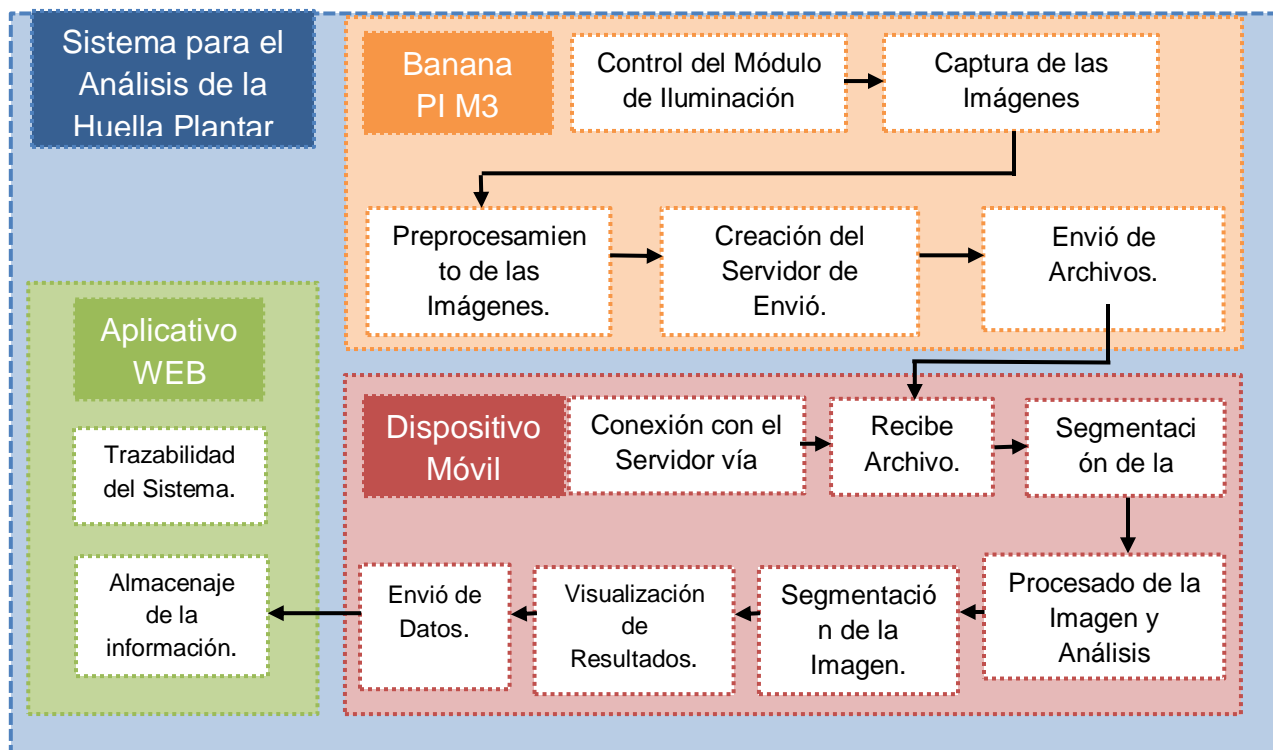 Sistema para el
Análisis de la
Huella Plantar
Banana
PI M3
Control del Módulo
de Iluminación
Captura de las
Imágenes
Preprocesamien
to de las
Imágenes.
Creación del
Servidor de
Envió.
Envió de
Archivos.
Aplicativo
WEB
Trazabilidad
del Sistema.
Almacenaje
de la
información.
Dispositivo
Móvil
Conexión con el
Servidor vía
Recibe
Archivo.
Segmentaci
ón de la
Procesado de la
Imagen y
Análisis
Segmentació
n de la
Imagen.
Visualización
de
Resultados.
Envió de
Datos.